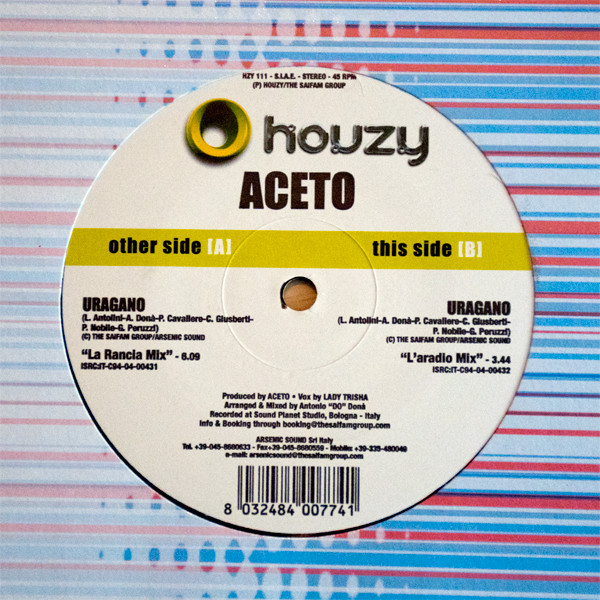 HZY 111 - S.I.A.E. - STEREO - 45 RPM
(P) HOUZY/THE SAIFAM GROUP
houzy
ACETO
other side [A]
this side [B]
URAGANO
(L. Antolini-A. Donà-P. Cavaliere-C. Giusberti-
P. Nobile-G. Peruzzi)
(C) THE SAIFAM GROUP/ARSENIC SOUND
"La Rancia Mix" - 6.09
ISRC:IT-C94-04-00431
URAGANO
(L. Antolini-A. Donà-P. Cavaliere-C. Giusberti-
P. Nobile-G. Peruzzi)
(C) THE SAIFAM GROUP/ARSENIC SOUND
"L'aradio Mix" - 3.44
ISRC:IT-C94-04-00432
Produced by ACETO • Vox by LADY TRISHA
Arranged & Mixed by Antonio "DO" Donà
Recorded at Sound Planet Studio, Bologna - Italy
Info & Booking through booking@thesaifamgroup.com
ARSENIC SOUND Srl Italy
Tel. +39-045-8680633 - Fax+39-045-8680559 - Mobile: +39-335-480049
e-mail: arsenicsound@thesaifamgroup.com
8 032484 007741